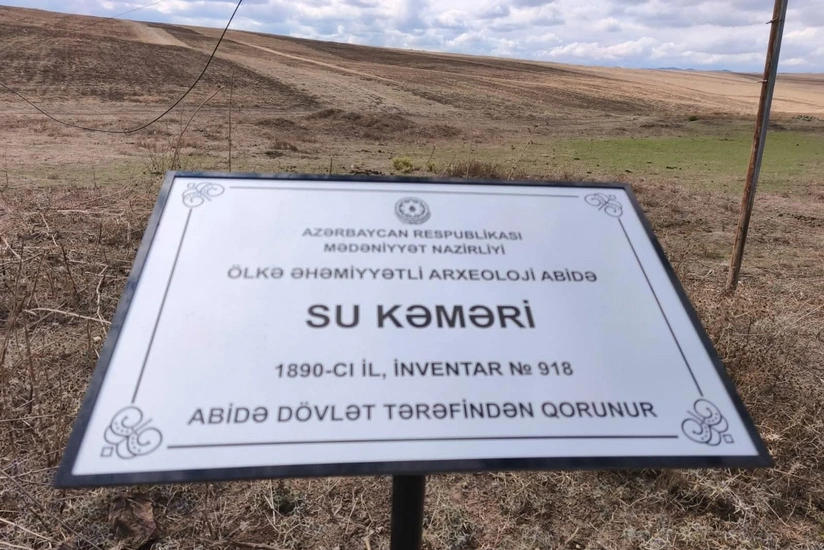 AZƏRBAYCAN RESPUBLİKASI
MƏDƏNİYYƏT NAZİRLİYİ
ÖLKƏ ƏHƏMİYYƏTLİ ARXEOLOJİ ABİDƏ
SU KƏMƏRİ
1890-CI İL, İNVENTAR № 918
ABİDƏ DÖVLƏT TƏRƏFİNDƏN QORUNUR